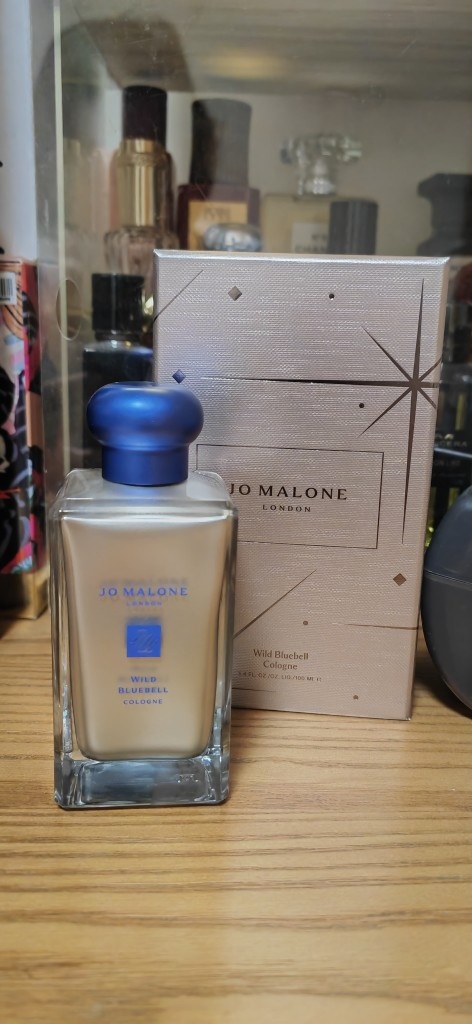 JO MALONE
LONDON
Wild Bluebell
Cologne
JO MALONE
LONDON
WILD
BLUEBELL
COLOGNE